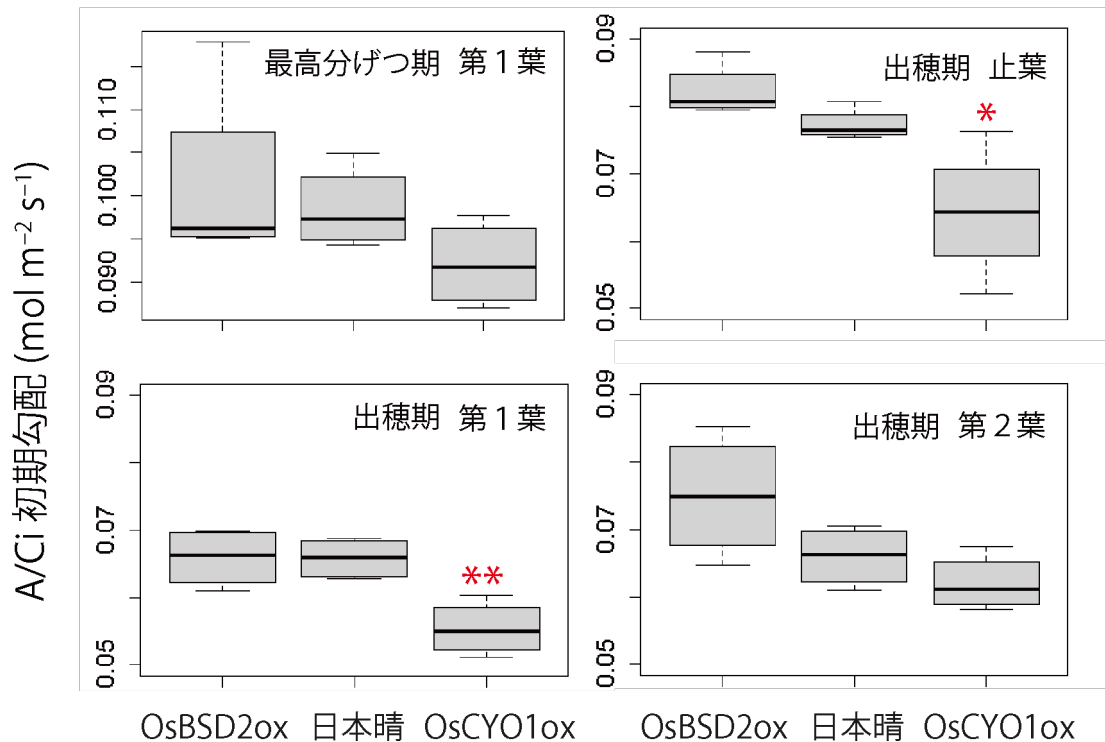 A/Ci 初期勾配 (mol m⁻² s⁻¹)
最高分げつ期 第１葉
0.110
0.100
0.090
出穂期 止葉
*
0.09
0.07
0.05
出穂期 第１葉
**
0.09
0.07
0.05
出穂期 第２葉
0.09
0.07
0.05
OsBSD2ox 日本晴 OsCYO1ox OsBSD2ox 日本晴 OsCYO1ox